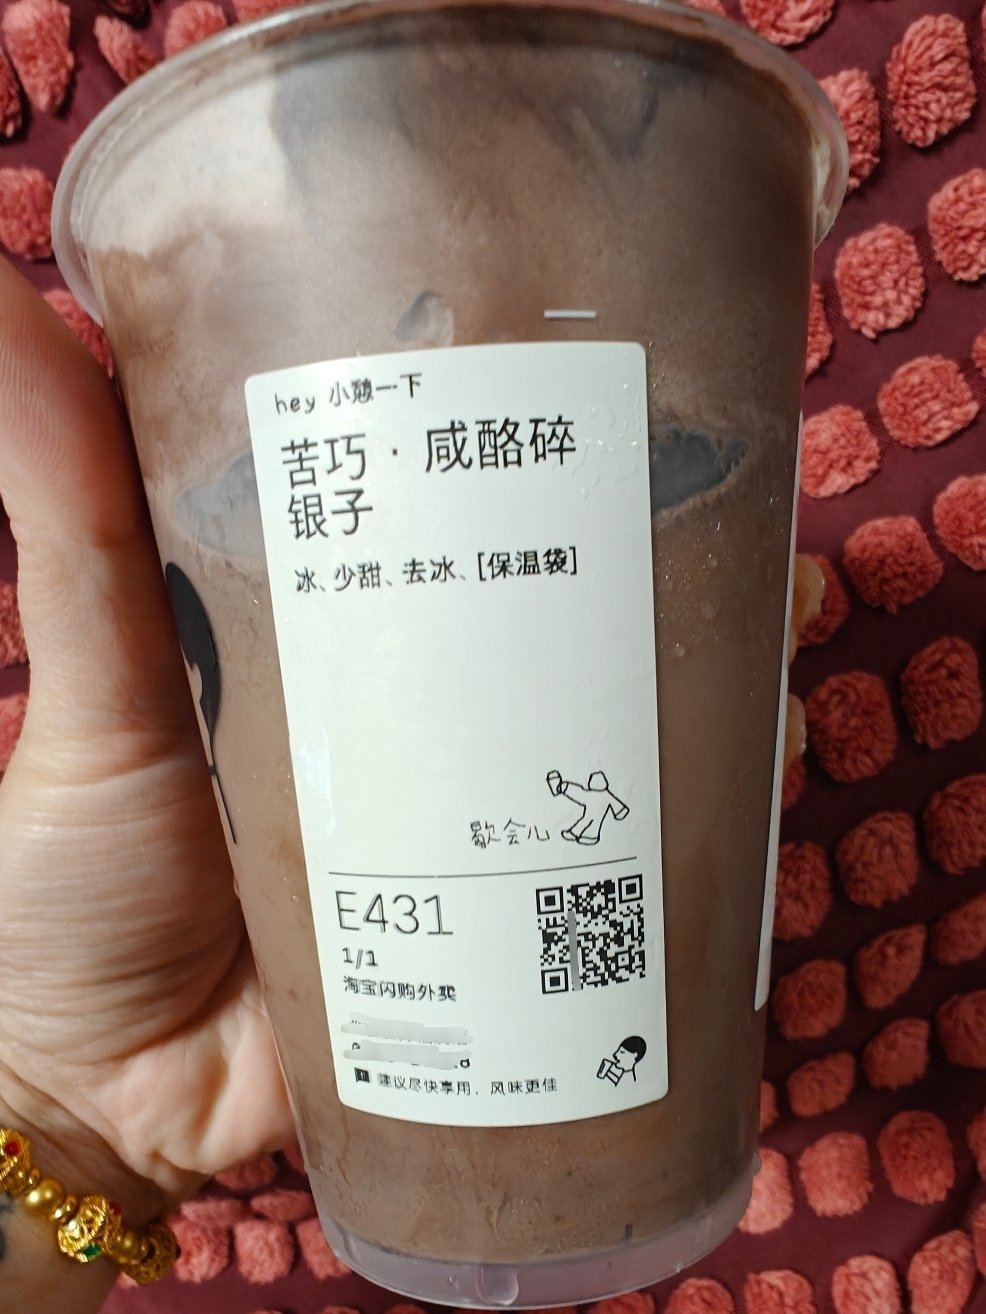 hey 小憩一下
苦巧·咸酪碎
银子
冰、少甜、去冰、[保温袋]
歇会儿
E431
1/1
淘宝闪购外卖
建议尽快享用，风味更佳